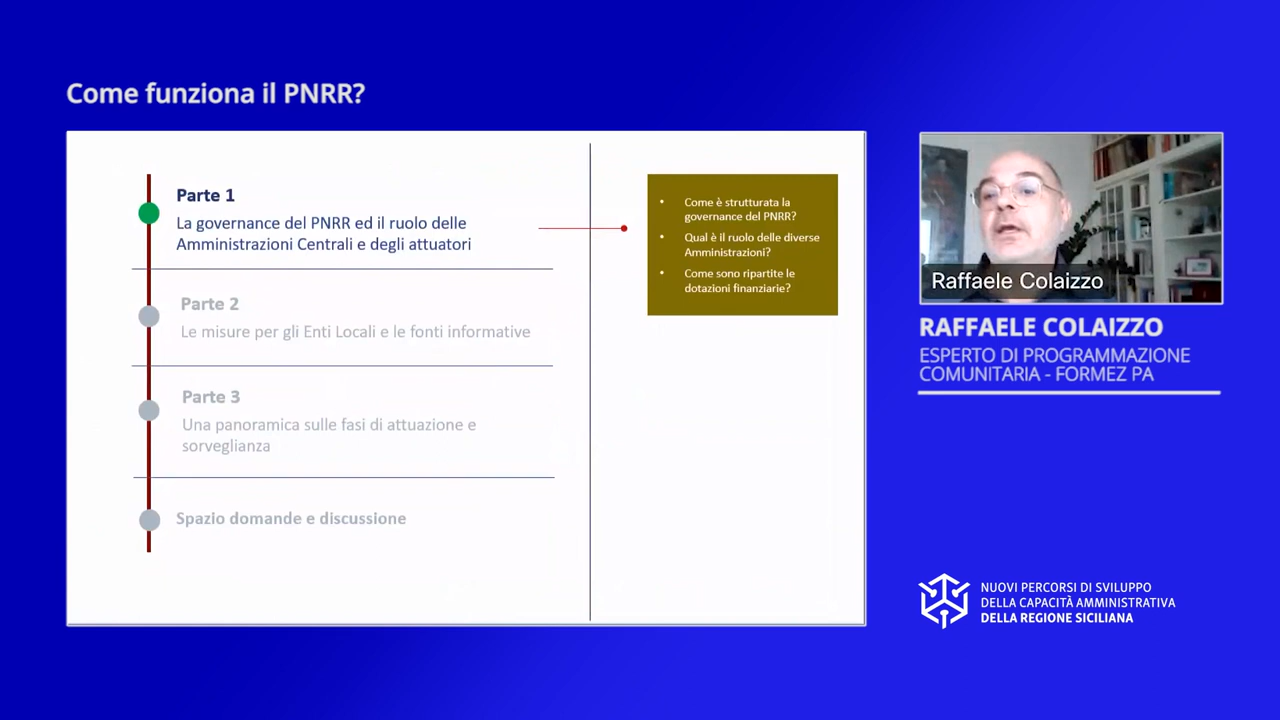 Come funziona il PNRR?
Parte 1
La governance del PNRR ed il ruolo delle
Amministrazioni Centrali e degli attuatori
Parte 2
Le misure per gli Enti Locali e le fonti informative
Parte 3
Una panoramica sulle fasi di attuazione e
sorveglianza
Spazio domande e discussione
• Come è strutturata la
governance del PNRR?
• Qual è il ruolo delle diverse
Amministrazioni?
• Come sono ripartite le
dotazioni finanziarie?
Raffaele Colaizzo
RAFFAELE COLAIZZO
ESPERTO DI PROGRAMMAZIONE
COMUNITARIA - FORMEZ PA
NUOVI PERCORSI DI SVILUPPO
DELLA CAPACITÀ AMMINISTRATIVA
DELLA REGIONE SICILIANA